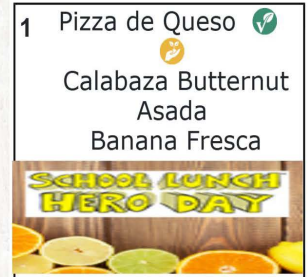 1 Pizza de Queso
Calabaza Butternut
Asada
Banana Fresca
SCHOOL LUNCH
HERO DAY